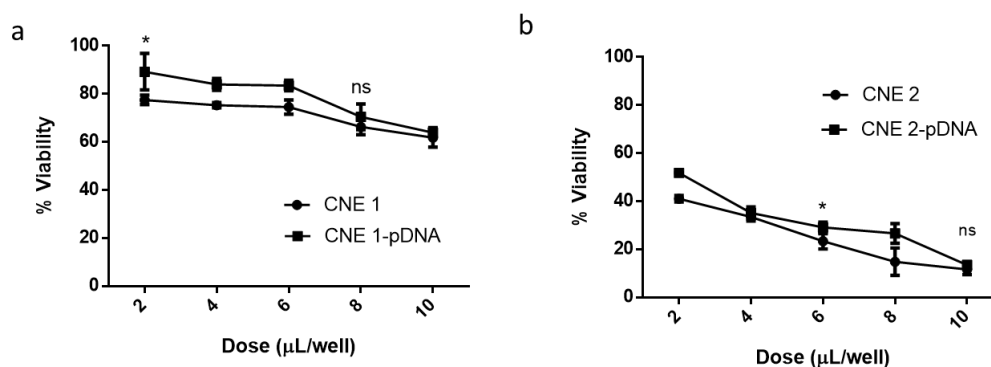 a
100
80
60
40
20
0
% Viability
*
ns
CNE 1
CNE 1-pDNA
2 4 6 8 10
Dose (μL/well)
b
100
80
60
40
20
0
% Viability
CNE 2
CNE 2-pDNA
*
ns
2 4 6 8 10
Dose (μL/well)